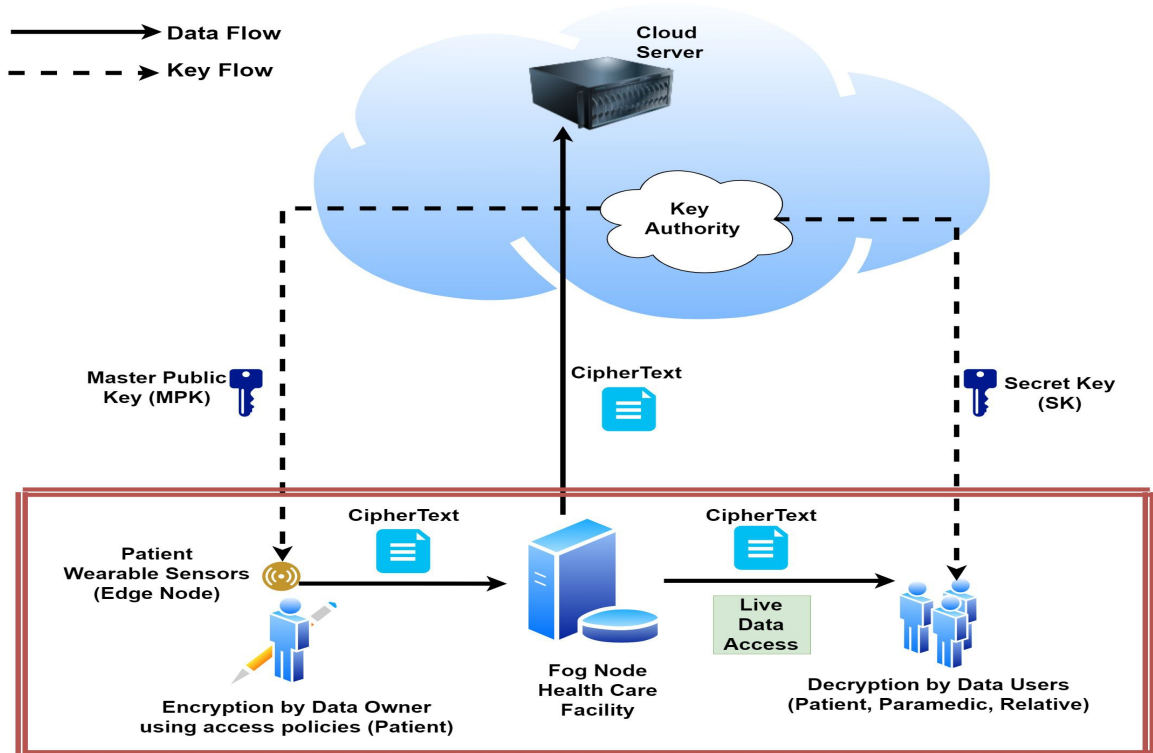 Data Flow
Key Flow
Cloud
Server
Key
Authority
Master Public
Key (MPK)
CipherText
Secret Key
(SK)
CipherText
CipherText
Patient
Wearable Sensors
(Edge Node)
Live
Data
Access
Encryption by Data Owner
using access policies (Patient)
Fog Node
Health Care
Facility
Decryption by Data Users
(Patient, Paramedic, Relative)